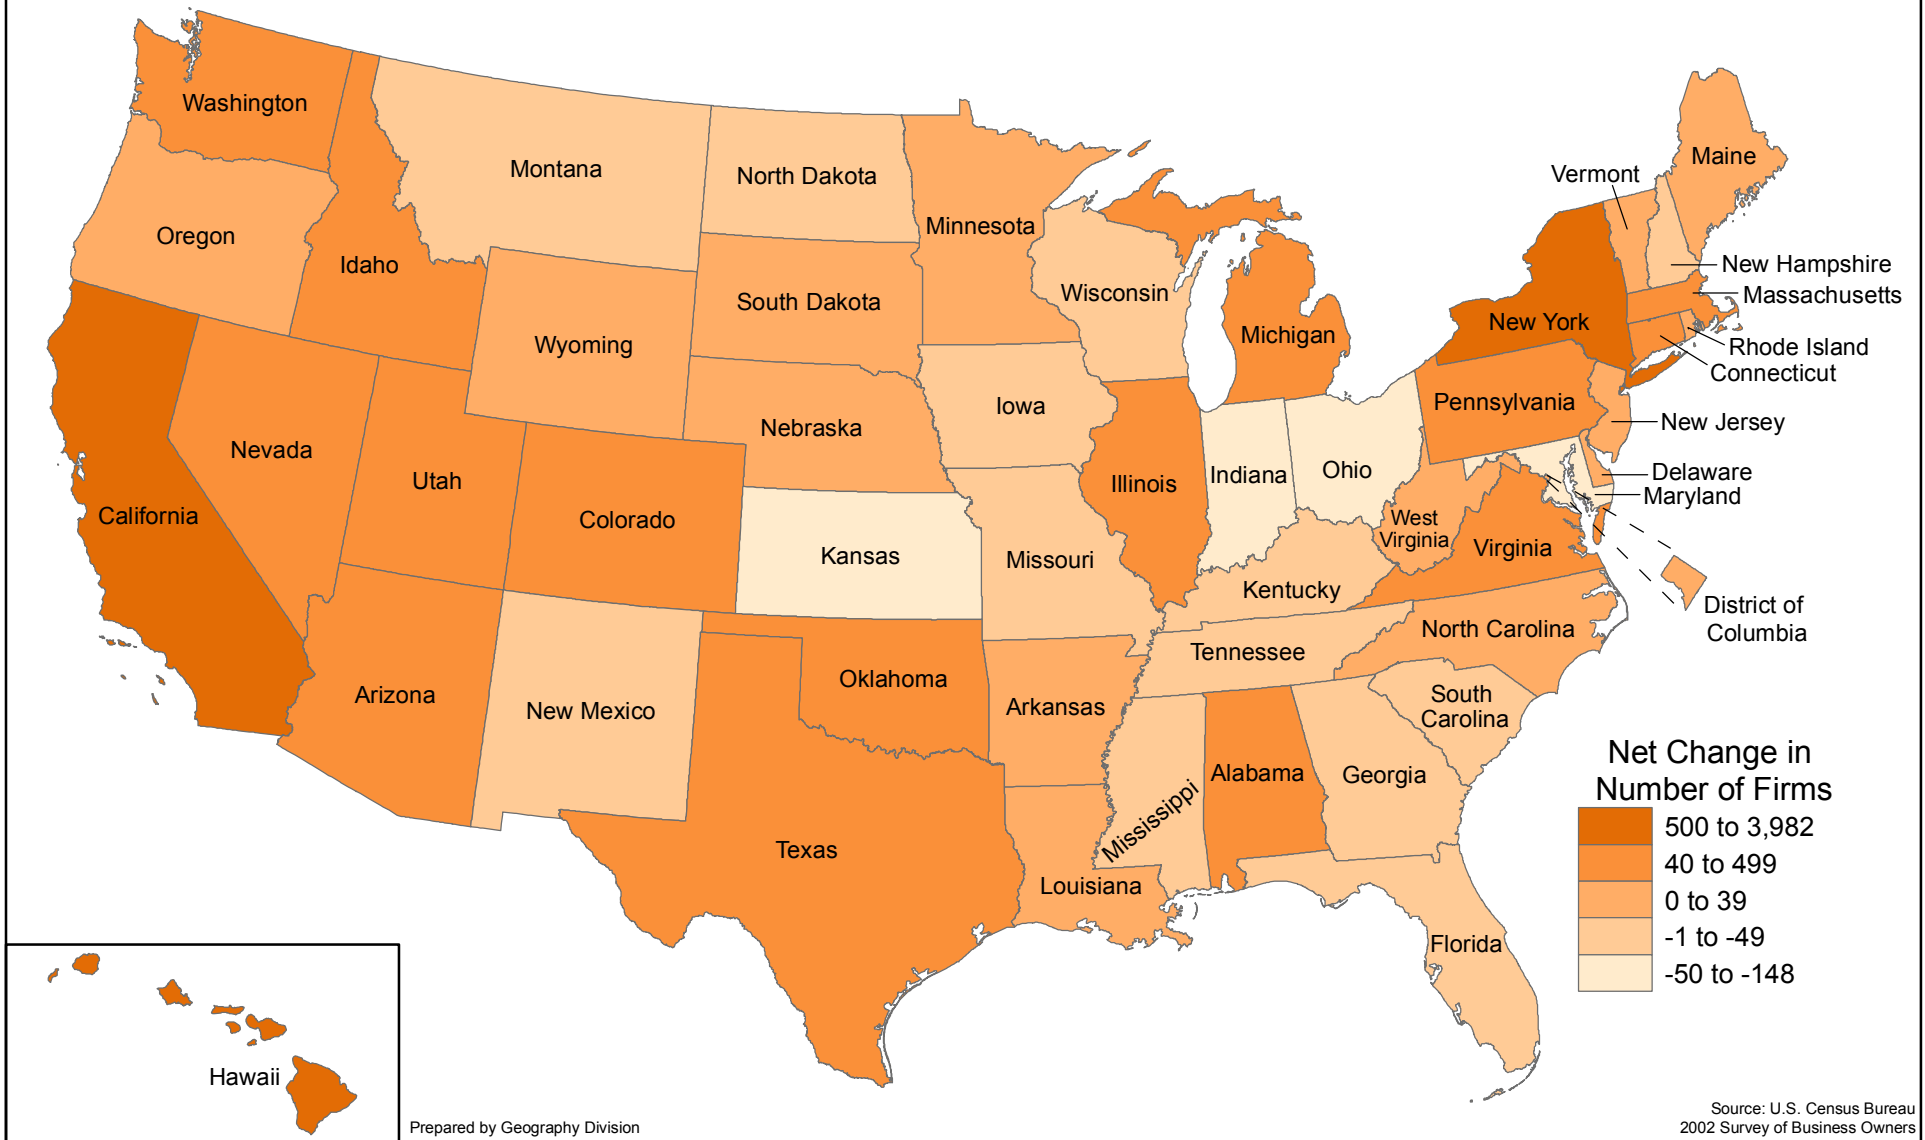 Washington
Montana
North Dakota
Minnesota
Oregon
Idaho
Wyoming
South Dakota
Wisconsin
Michigan
Vermont
Maine
New Hampshire
Massachusetts
New York
Rhode Island
Connecticut
Iowa
Nebraska
Pennsylvania
New Jersey
Nevada
Utah
Colorado
California
Kansas
Missouri
Illinois
Indiana
Ohio
West
Virginia
Virginia
Delaware
Maryland
Kentucky
District of
Columbia
North Carolina
Tennessee
Arizona
New Mexico
Oklahoma
Arkansas
South
Carolina
Mississippi
Alabama
Georgia
Texas
Louisiana
Florida
Hawaii
Net Change in
Number of Firms
500 to 3,982
40 to 499
0 to 39
-1 to -49
-50 to -148
Prepared by Geography Division
Source: U.S. Census Bureau
2002 Survey of Business Owners